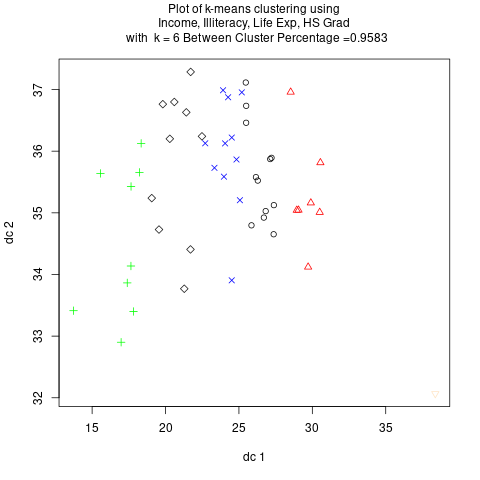 Plot of k-means clustering using
Income, Illiteracy, Life Exp, HS Grad
with k = 6 Between Cluster Percentage =0.9583
37
36
35
34
33
32
dc 2
15 20 25 30 35
dc 1